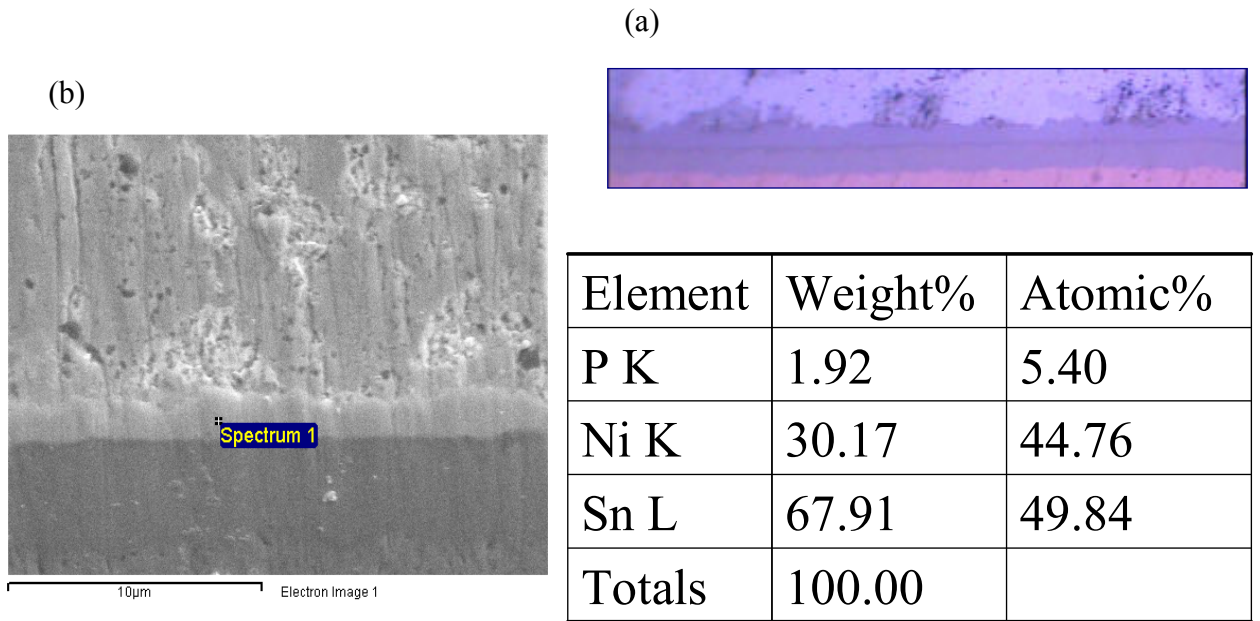 (a)
(b)
Spectrum 1
10µm
Electron Image 1
Element Weight% Atomic%
P K 1.92 5.40
Ni K 30.17 44.76
Sn L 67.91 49.84
Totals 100.00